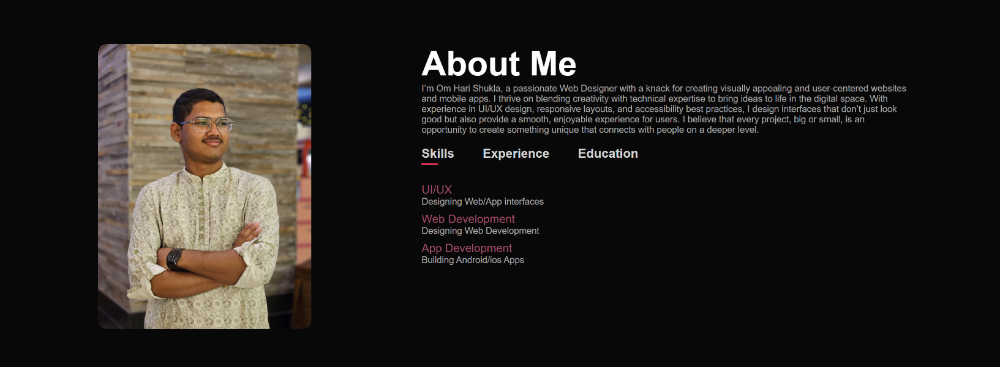 About Me
I’m Om Hari Shukla, a passionate Web Designer with a knack for creating visually appealing and user-centered websites
and mobile apps. I thrive on blending creativity with technical expertise to bring ideas to life in the digital space. With
experience in UI/UX design, responsive layouts, and accessibility best practices, I design interfaces that don’t just look
good but also provide a smooth, enjoyable experience for users. I believe that every project, big or small, is an
opportunity to create something unique that connects with people on a deeper level.
Skills Experience Education
UI/UX
Designing Web/App interfaces
Web Development
Designing Web Development
App Development
Building Android/ios Apps